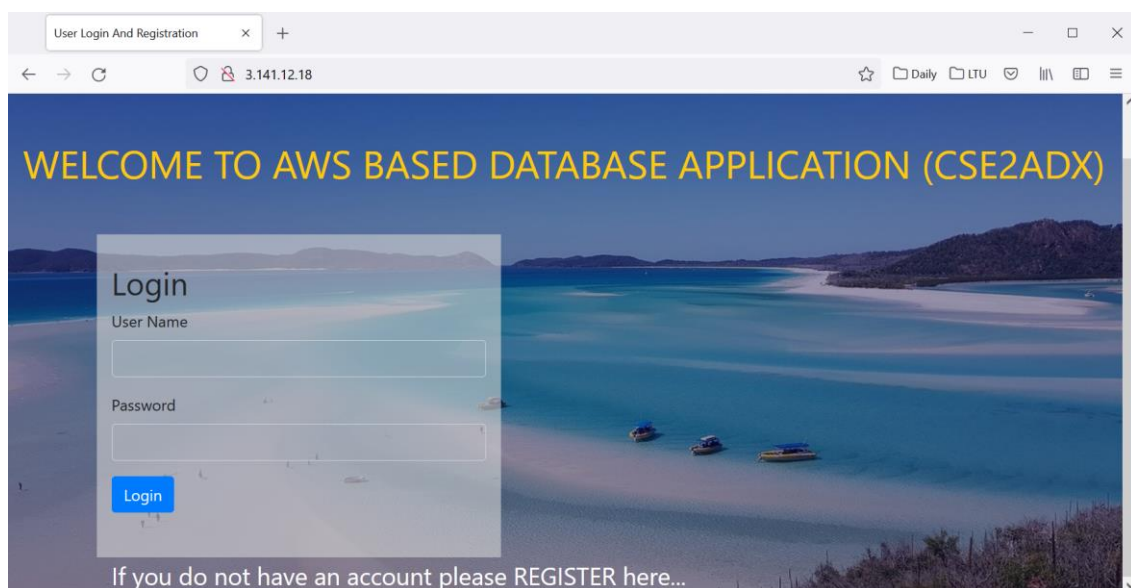 User Login And Registration
3.141.12.18
Daily
LTU
WELCOME TO AWS BASED DATABASE APPLICATION (CSE2ADX)
Login
User Name
Password
Login
If you do not have an account please REGISTER here...